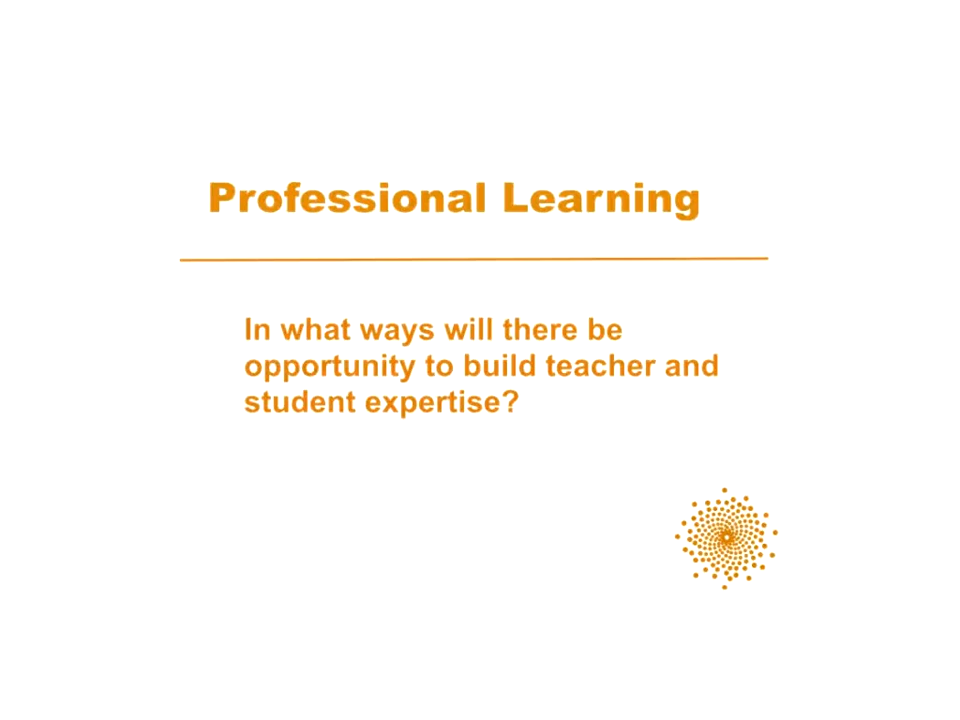 Professional Learning
In what ways will there be
opportunity to build teacher and
student expertise?